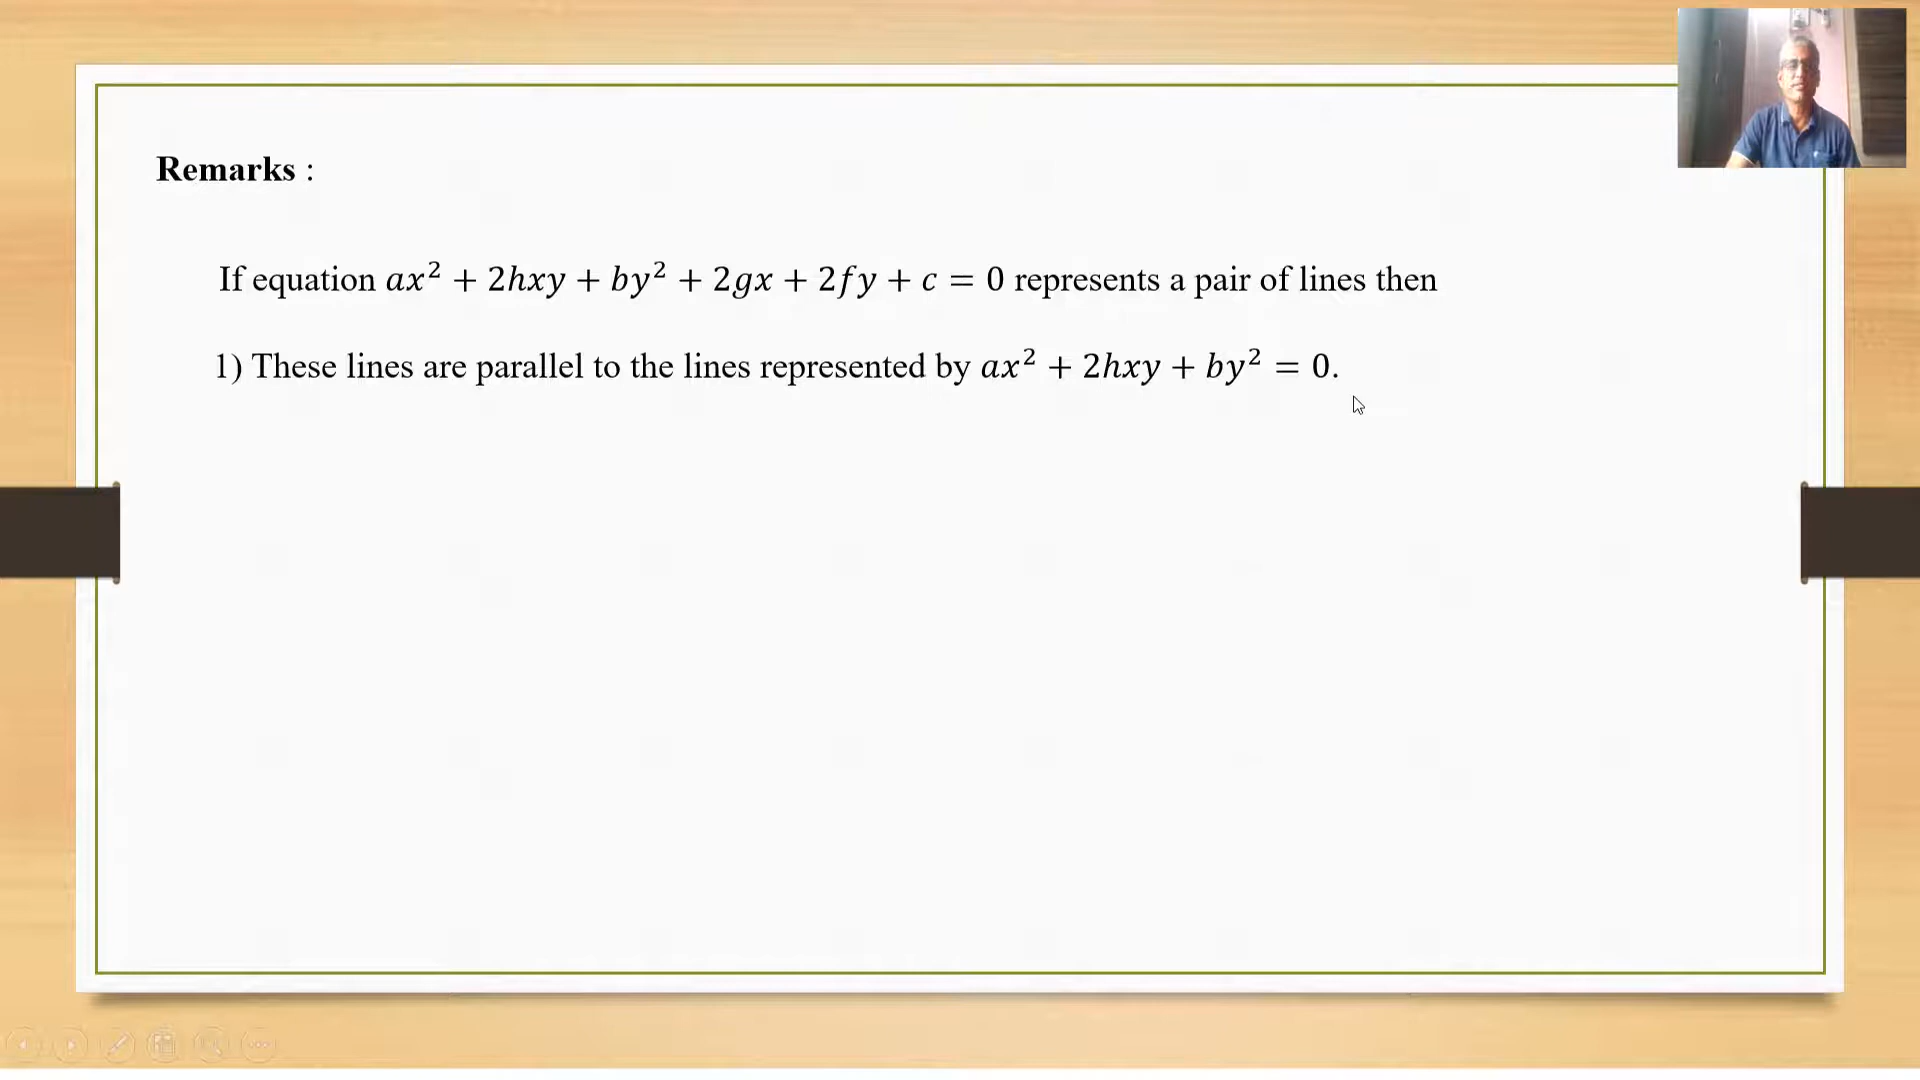 Remarks :
If equation 𝑎𝑥² + 2ℎ𝑥𝑦 + 𝑏𝑦² + 2𝑔𝑥 + 2𝑓𝑦 + 𝑐 = 0 represents a pair of lines then
1) These lines are parallel to the lines represented by 𝑎𝑥² + 2ℎ𝑥𝑦 + 𝑏𝑦² = 0.